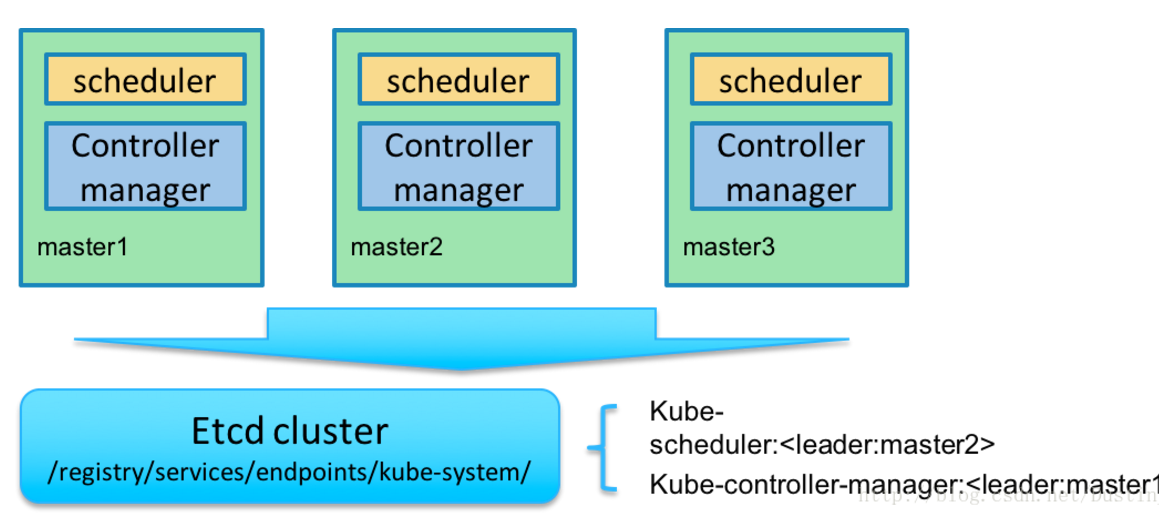 scheduler
scheduler
scheduler
Controller
manager
Controller
manager
Controller
manager
master1
master2
master3
Etcd cluster
/registry/services/endpoints/kube-system/
Kube-
scheduler:<leader:master2>
Kube-controller-manager:<leader:master1